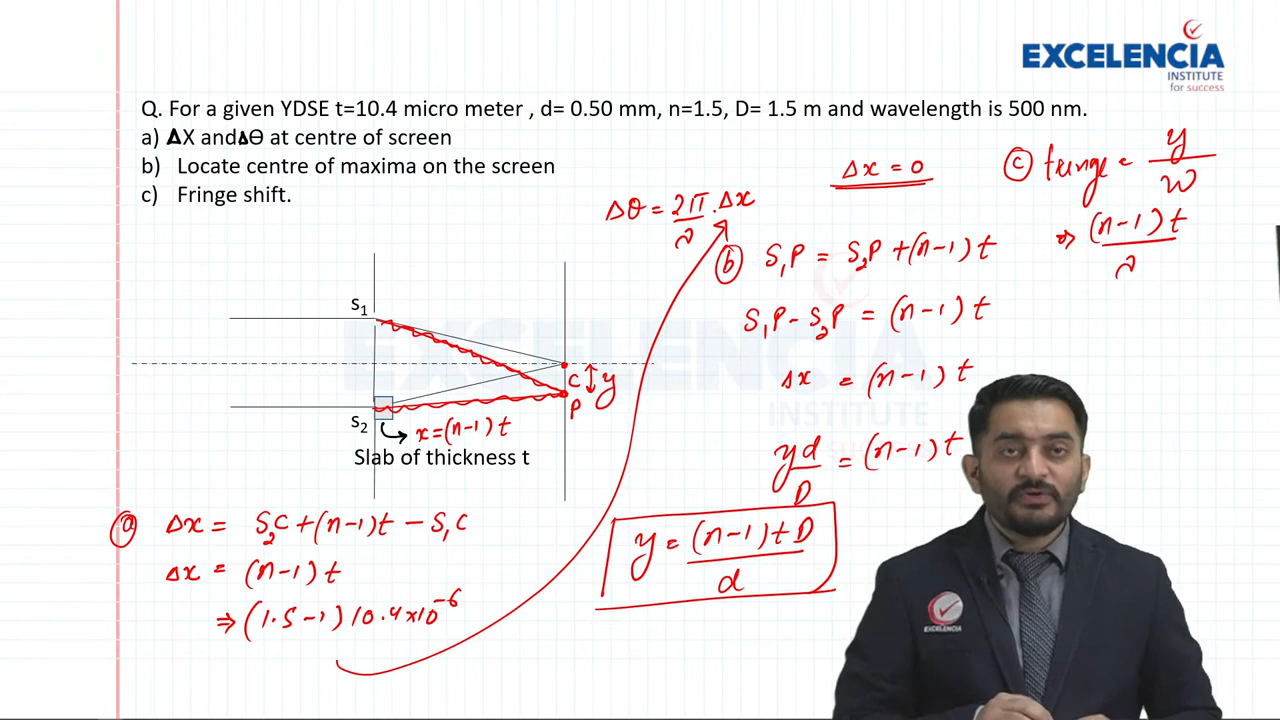 EXCELENCIA
INSTITUTE
for success
Q. For a given YDSE t=10.4 micro meter , d= 0.50 mm, n=1.5, D= 1.5 m and wavelength is 500 nm.
a) ΔX and ΔΘ at centre of screen
b) Locate centre of maxima on the screen
c) Fringe shift.
Δθ = 2π/λ . Δx
Δx = 0
ⓒ fringe = y/w
⇒ (n-1)t/λ
ⓑ S₁P = S₂P + (n-1)t
S₁P - S₂P = (n-1)t
Δx = (n-1)t
yd/D = (n-1)t
y = (n-1)tD/d
S₁
C
y
P
S₂
x=(n-1)t
Slab of thickness t
ⓐ Δx = S₂C + (n-1)t - S₁C
Δx = (n-1)t
⇒ (1.5-1)10.4×10⁻⁶
EXCELENCIA
INSTITUTE
EXCELENCIA